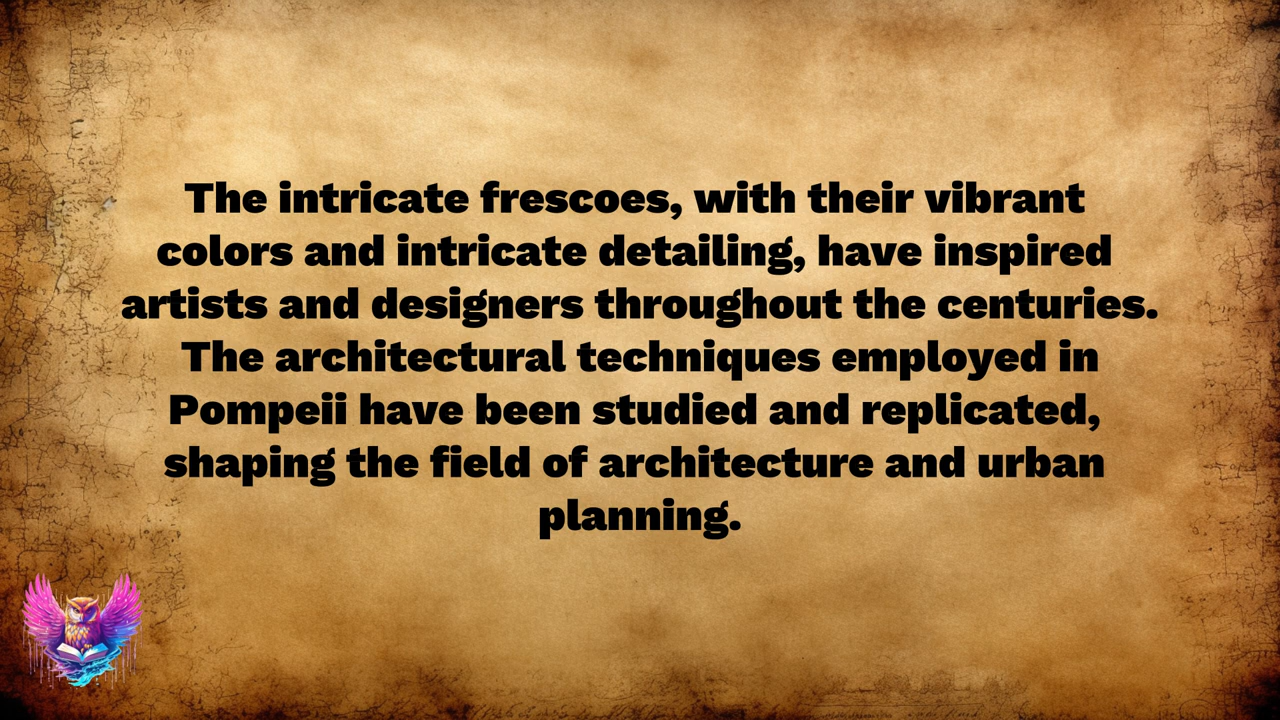 The intricate frescoes, with their vibrant
colors and intricate detailing, have inspired
artists and designers throughout the centuries.
The architectural techniques employed in
Pompeii have been studied and replicated,
shaping the field of architecture and urban
planning.